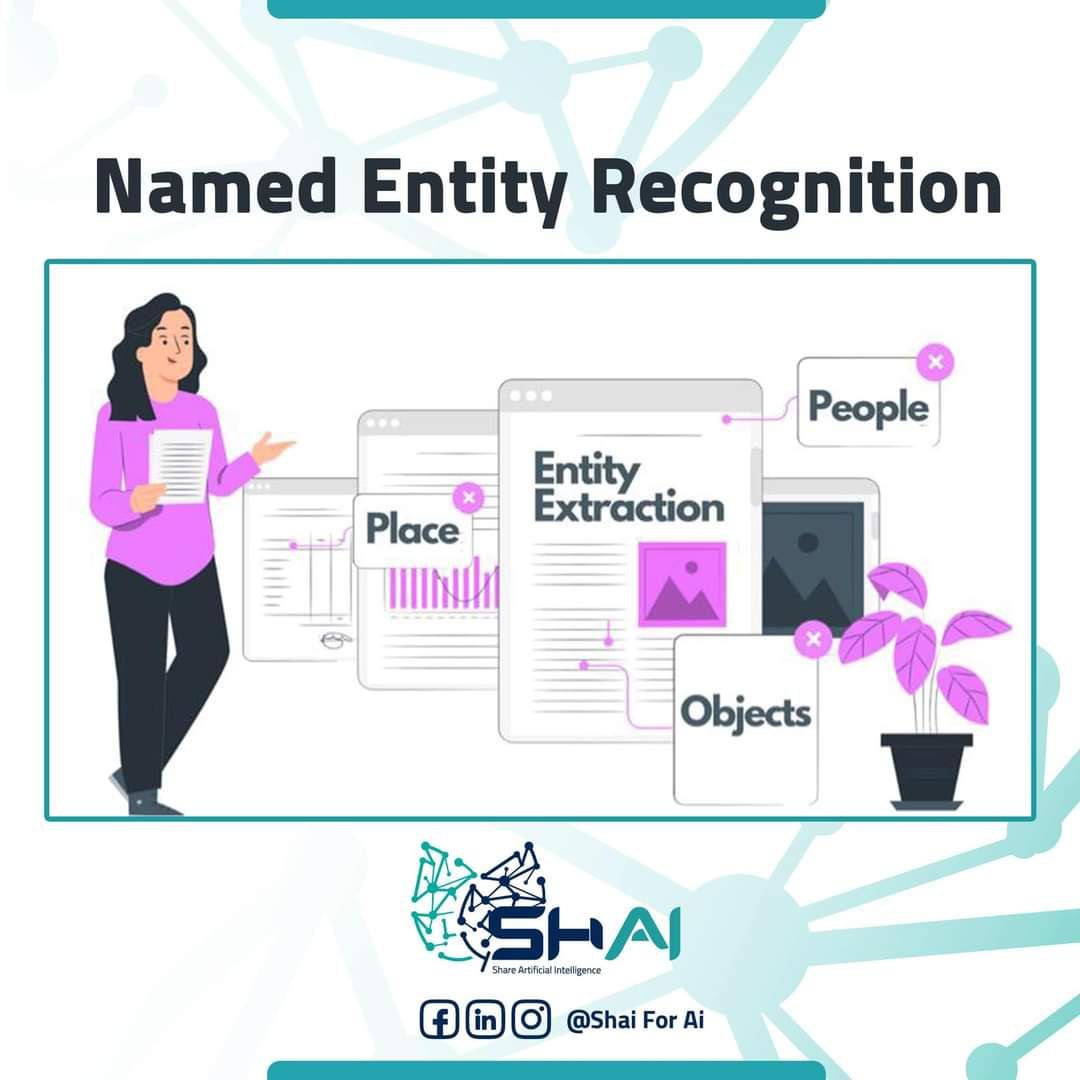 Named Entity Recognition
People
Entity
Extraction
Place
Objects
SHAI
Share Artificial Intelligence
@Shai For Ai